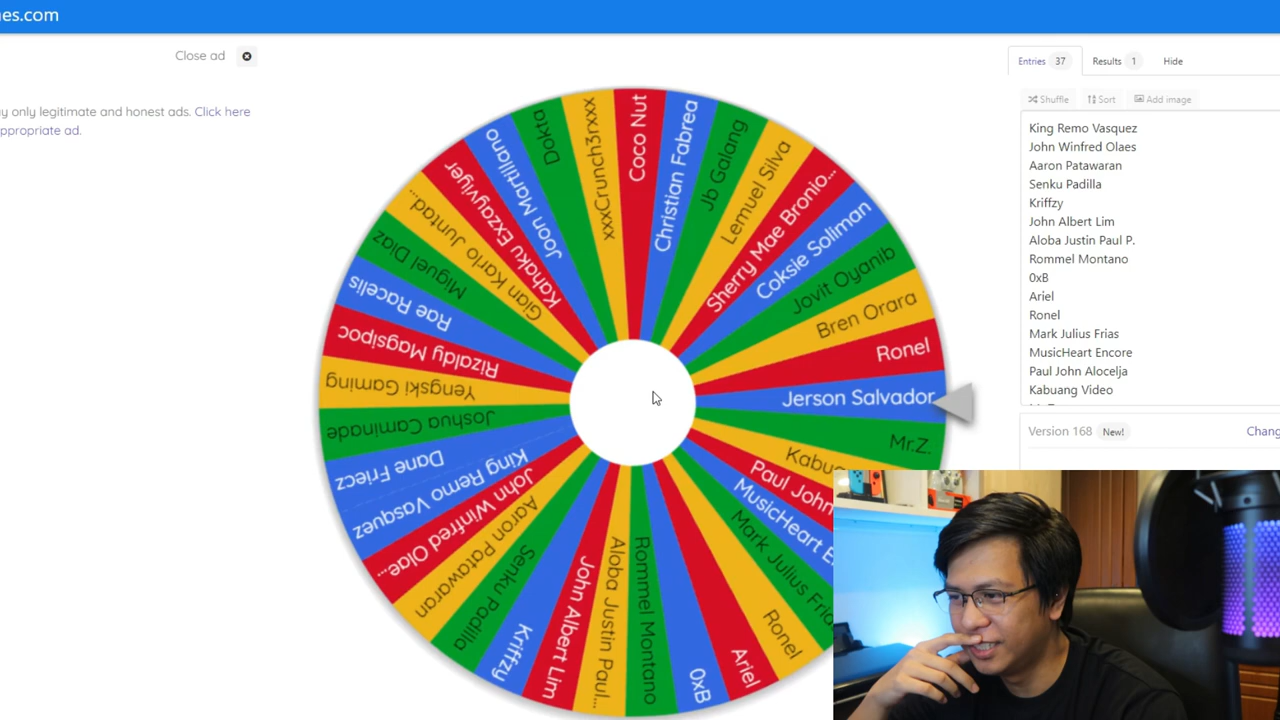 es.com
Close ad
y only legitimate and honest ads. Click here
ppropriate ad.
Coco Nut
Christian Fabrea
Jb Galang
Lemuel Silva
Sherry Mae Bronio...
Coksie Soliman
Jovit Oyanib
Bren Orara
Ronel
Jerson Salvador
Mr.Z.
Kabu
Paul John
MusicHeart E
Mark Julius Fria
Ronel
Ariel
0xB
Rommel Montano
Aloba Justin Paul...
John Albert Lim
Kriffzy
Senku Padilla
Aaron Patawaran
John Winfred Olae...
King Remo Vasquez
Dane Friecz
Joshua Caminade
Yengski Gaming
Rizaldy Magsipoc
Rae Racelis
Miguel Diaz
Gian Karlo Juntad...
Kahaku Exzayvlyer
Joon Martiliano
Dokta
xxxCrunch3rxxx
Entries 37
Results 1
Hide
Shuffle
Sort
Add image
King Remo Vasquez
John Winfred Olaes
Aaron Patawaran
Senku Padilla
Kriffzy
John Albert Lim
Aloba Justin Paul P.
Rommel Montano
0xB
Ariel
Ronel
Mark Julius Frias
MusicHeart Encore
Paul John Alocelja
Kabuang Video
Version 168 New!
Chang